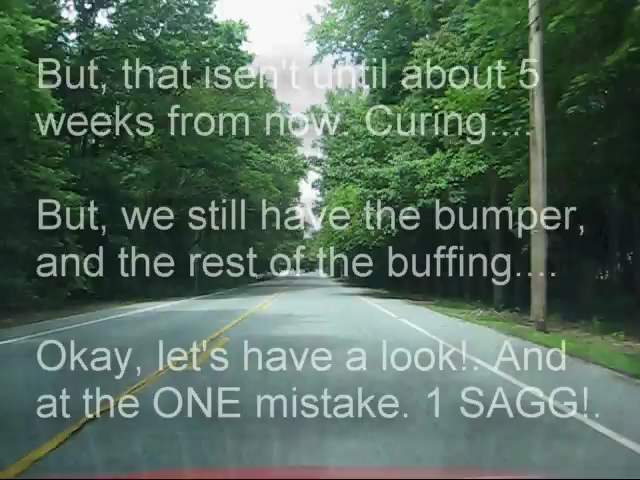 But, that isen't until about 5
weeks from now. Curing....
But, we still have the bumper,
and the rest of the buffing....
Okay, let's have a look!. And
at the ONE mistake. 1 SAGG!.